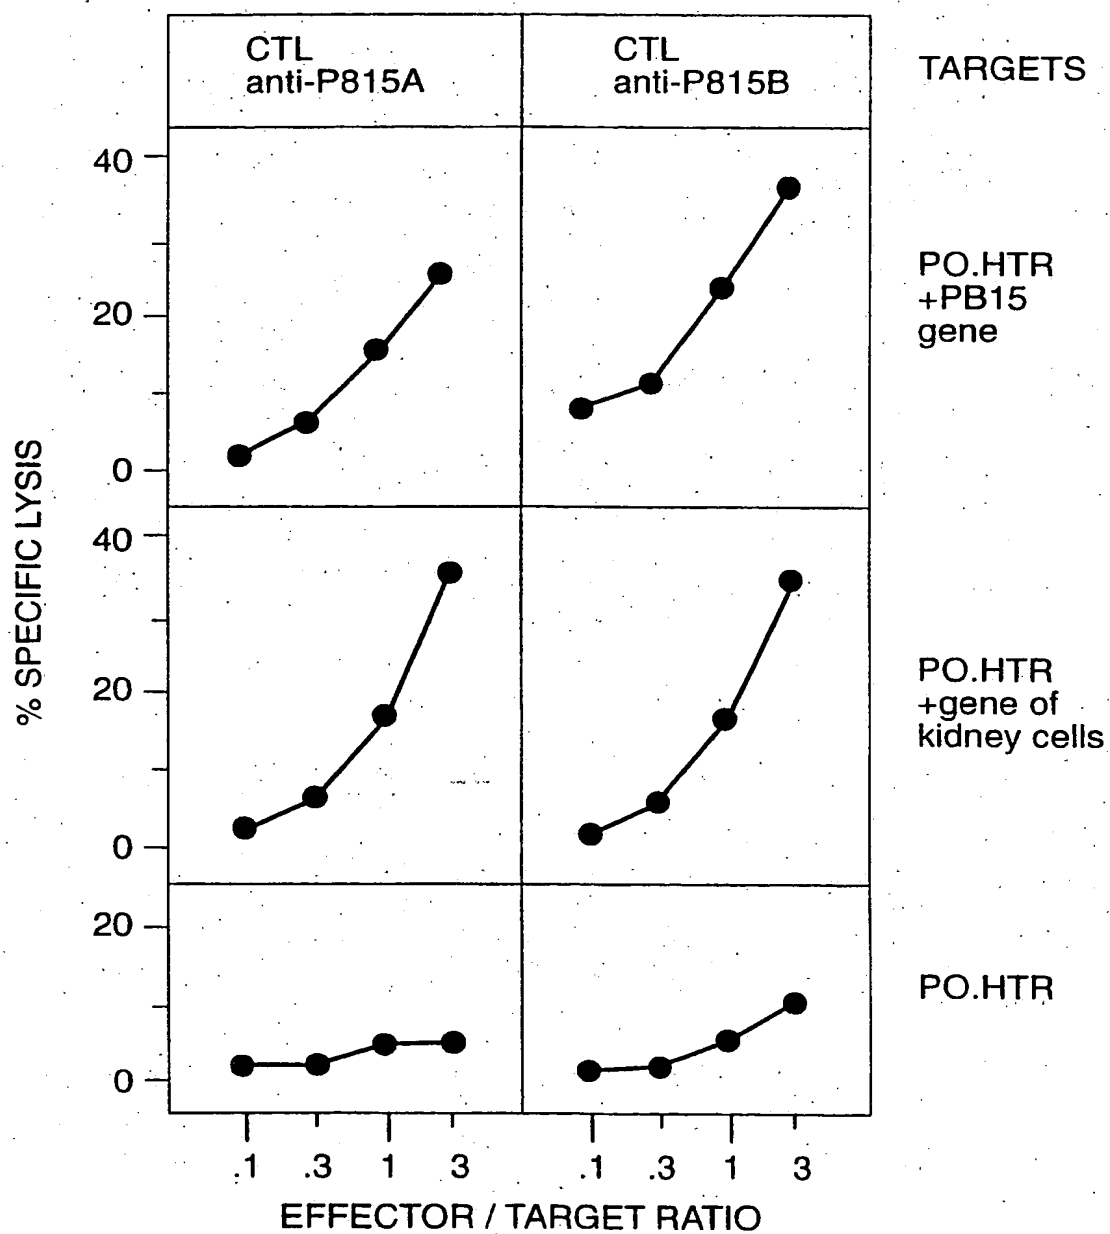 CTL
anti-P815A
CTL
anti-P815B
TARGETS
40
20
0
PO.HTR
+PB15
gene
% SPECIFIC LYSIS
40
20
0
PO.HTR
+gene of
kidney cells
20
0
PO.HTR
.1 .3 1 3 .1 .3 1 3
EFFECTOR / TARGET RATIO